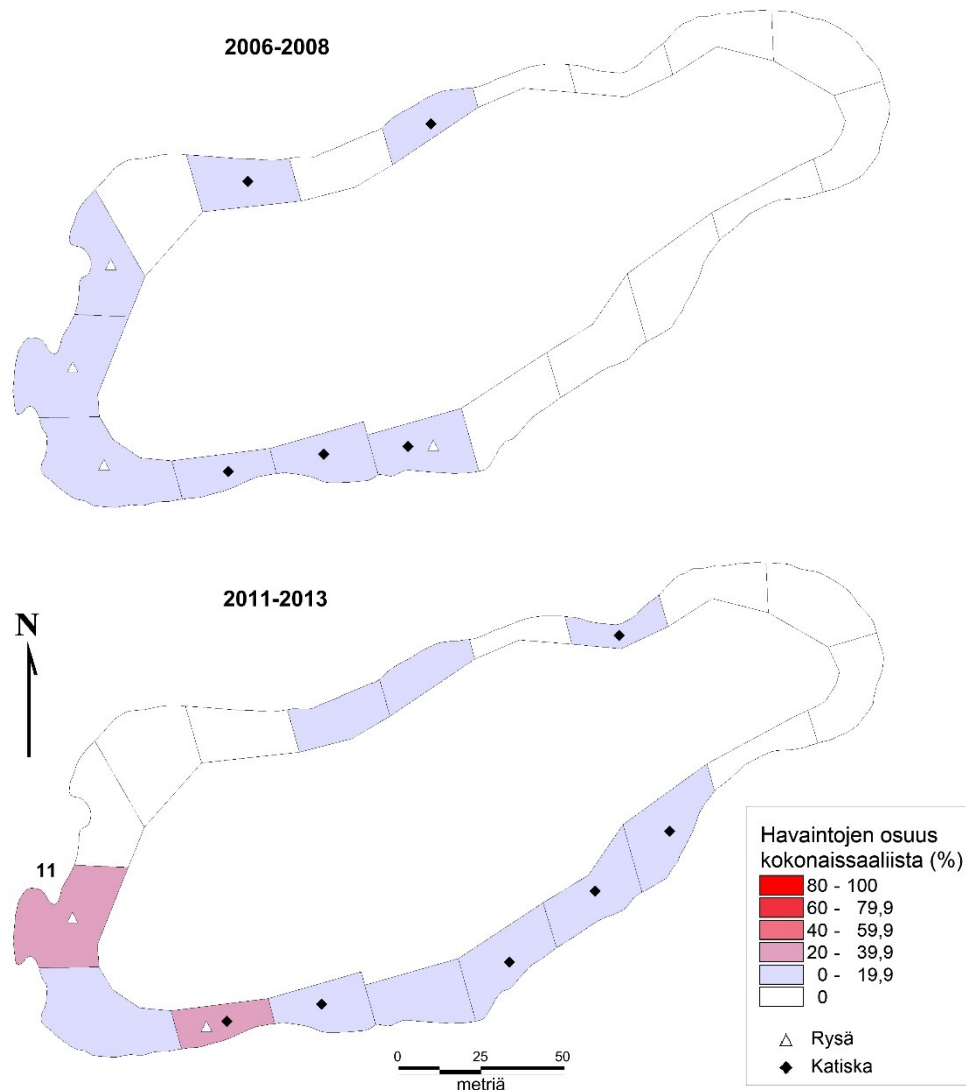 2006-2008
2011-2013
N
11
Havaintojen osuus
kokonaissaaliista (%)
80 - 100
60 - 79,9
40 - 59,9
20 - 39,9
0 - 19,9
0
Rysä
Katiska
0 25 50
metriä